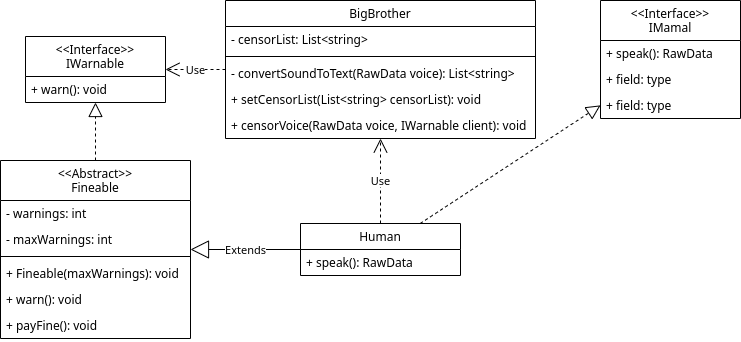 BigBrother
- censorList: List<string>
- convertSoundToText(RawData voice): List<string>
+ setCensorList(List<string> censorList): void
+ censorVoice(RawData voice, IWarnable client): void
<<Interface>>
IMamal
+ speak(): RawData
+ field: type
+ field: type
<<Interface>>
IWarnable
+ warn(): void
Use
<<Abstract>>
Fineable
- warnings: int
- maxWarnings: int
+ Fineable(maxWarnings): void
+ warn(): void
+ payFine(): void
Use
Extends
Human
+ speak(): RawData